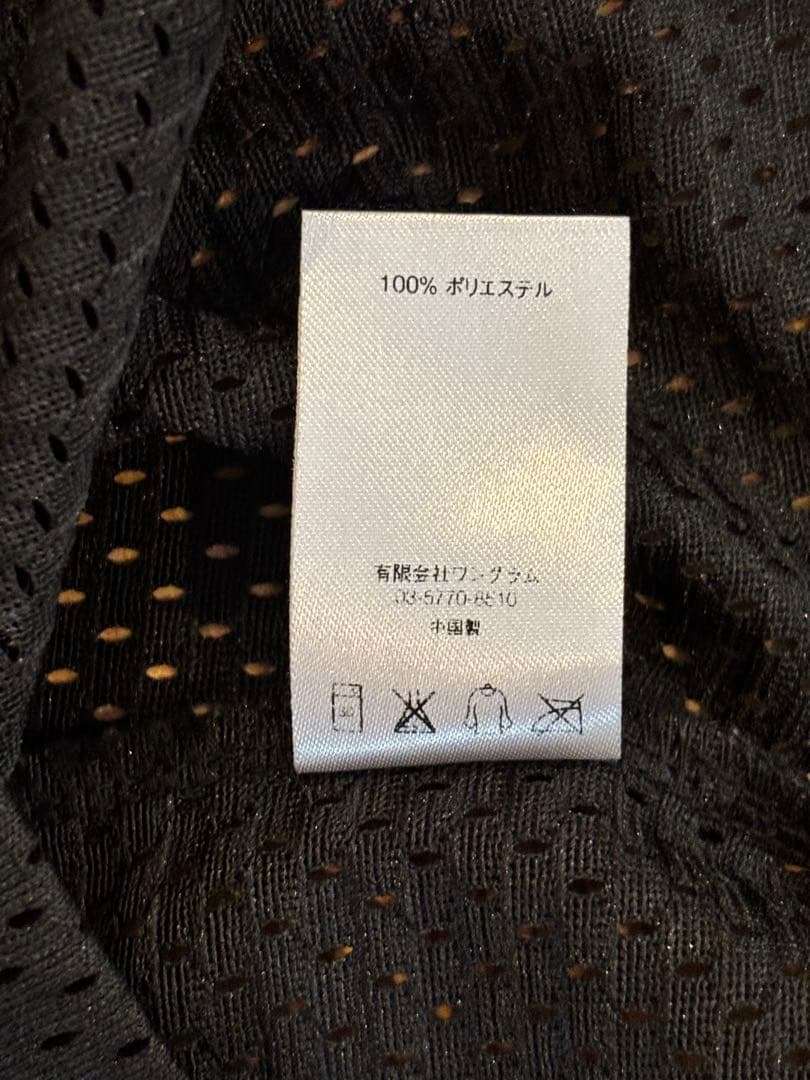 100% ポリエステル
有限会社ワングラム
03-5770-8510
中国製